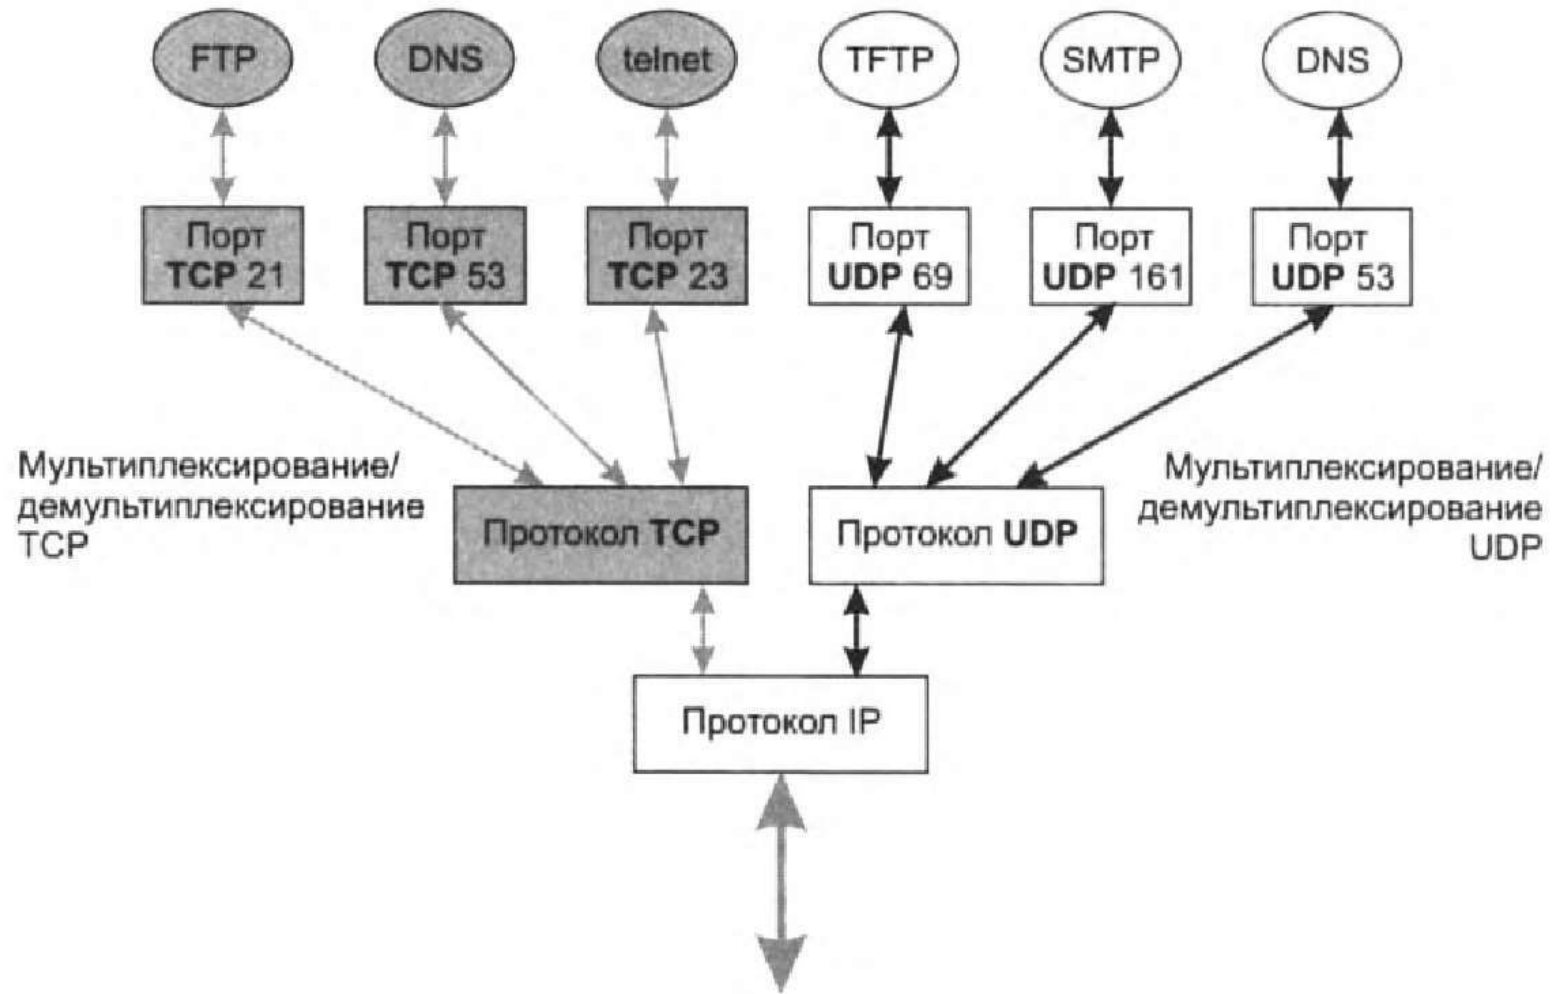 FTP
DNS
telnet
TFTP
SMTP
DNS
Порт
TCP 21
Порт
TCP 53
Порт
TCP 23
Порт
UDP 69
Порт
UDP 161
Порт
UDP 53
Мультиплексирование/
демультиплексирование
TCP
Мультиплексирование/
демультиплексирование
UDP
Протокол TCP
Протокол UDP
Протокол IP